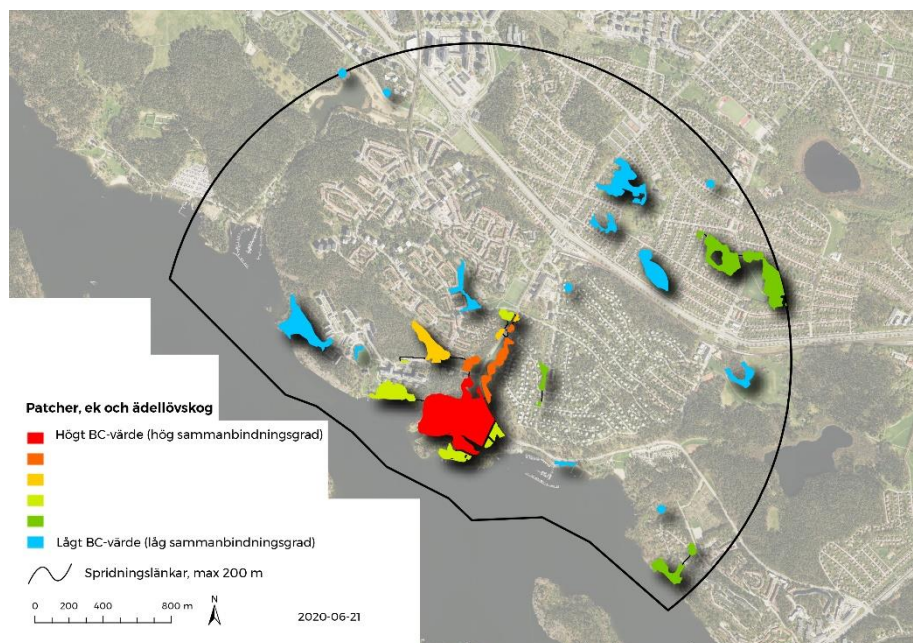 Patcher, ek och ädellövskog
Högt BC-värde (hög sammanbindningsgrad)
Lågt BC-värde (låg sammanbindningsgrad)
Spridningslänkar, max 200 m
0 200 400 800 m
N
2020-06-21